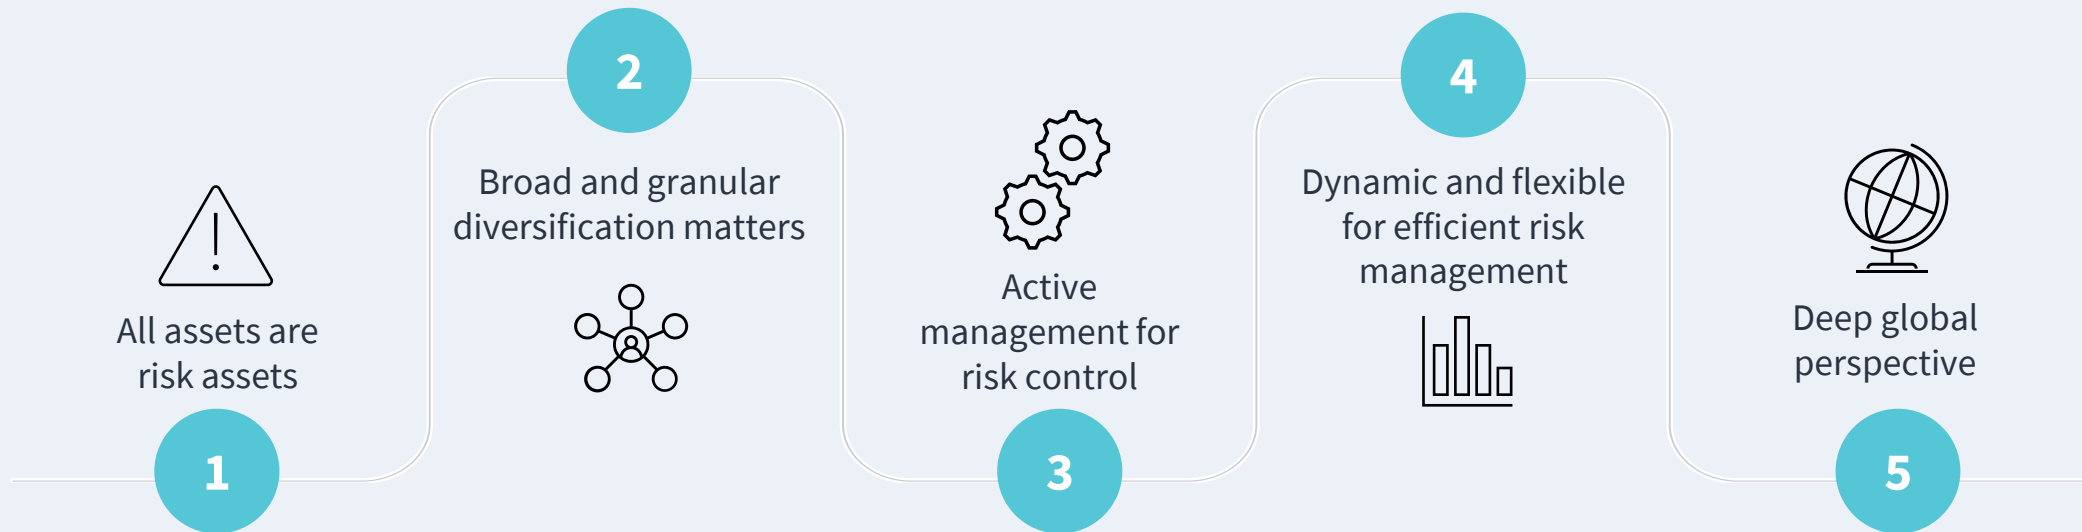 1
All assets are
risk assets
2
Broad and granular
diversification matters
3
Active
management for
risk control
4
Dynamic and flexible
for efficient risk
management
5
Deep global
perspective